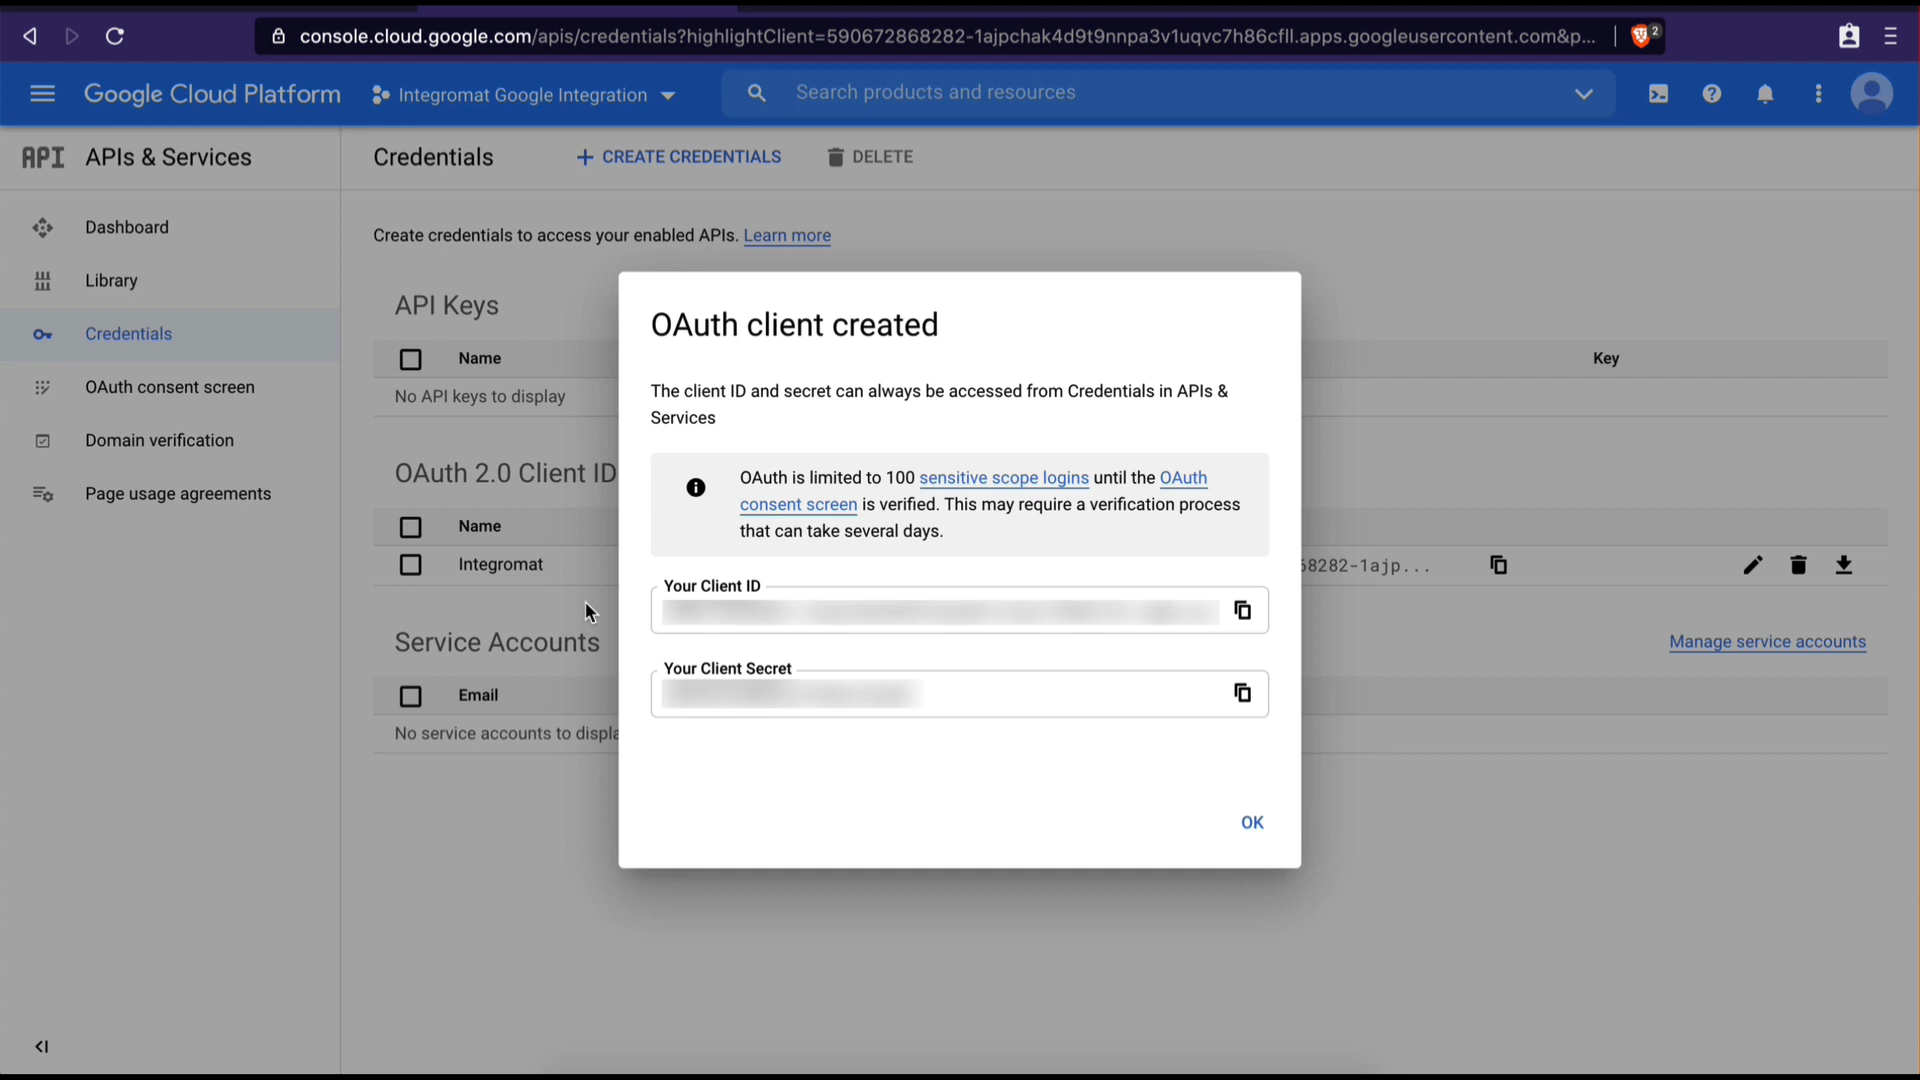 console.cloud.google.com/apis/credentials?highlightClient=590672868282-1ajpchak4d9t9nnpa3v1uqvc7h86cfll.apps.googleusercontent.com&p...
2
Google Cloud Platform
Integromat Google Integration
Search products and resources
API APIs & Services
Credentials
+ CREATE CREDENTIALS
DELETE
Dashboard
Library
Credentials
OAuth consent screen
Domain verification
Page usage agreements
Create credentials to access your enabled APIs. Learn more
API Keys
Name
Key
No API keys to display
OAuth 2.0 Client ID
Name
Integromat
68282-1ajp...
Service Accounts
Manage service accounts
Email
No service accounts to displa
OAuth client created
The client ID and secret can always be accessed from Credentials in APIs &
Services
OAuth is limited to 100 sensitive scope logins until the OAuth
consent screen is verified. This may require a verification process
that can take several days.
Your Client ID
Your Client Secret
OK